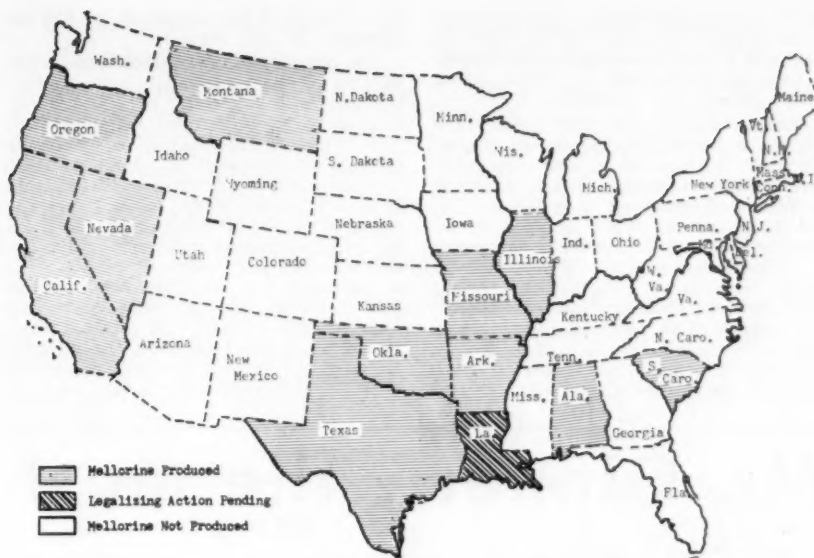 Wash.
Montana
N.Dakota
Minn.
Maine
Oregon
Idaho
Wyoming
S. Dakota
Wis.
Mich.
New York
Vt.
N.H.
Mass.
Conn.
R.I.
Nevada
Utah
Colorado
Nebraska
Iowa
Illinois
Ind.
Ohio
Penna.
N.J.
Md.
Del.
Calif.
Kansas
Missouri
Kentucky
W.
Va.
Va.
Arizona
New
Mexico
Okla.
Ark.
Tenn.
N. Caro.
S.
Caro.
Texas
La.
Miss.
Ala.
Georgia
Fla.
Mellorine Produced
Legalizing Action Pending
Mellorine Not Produced